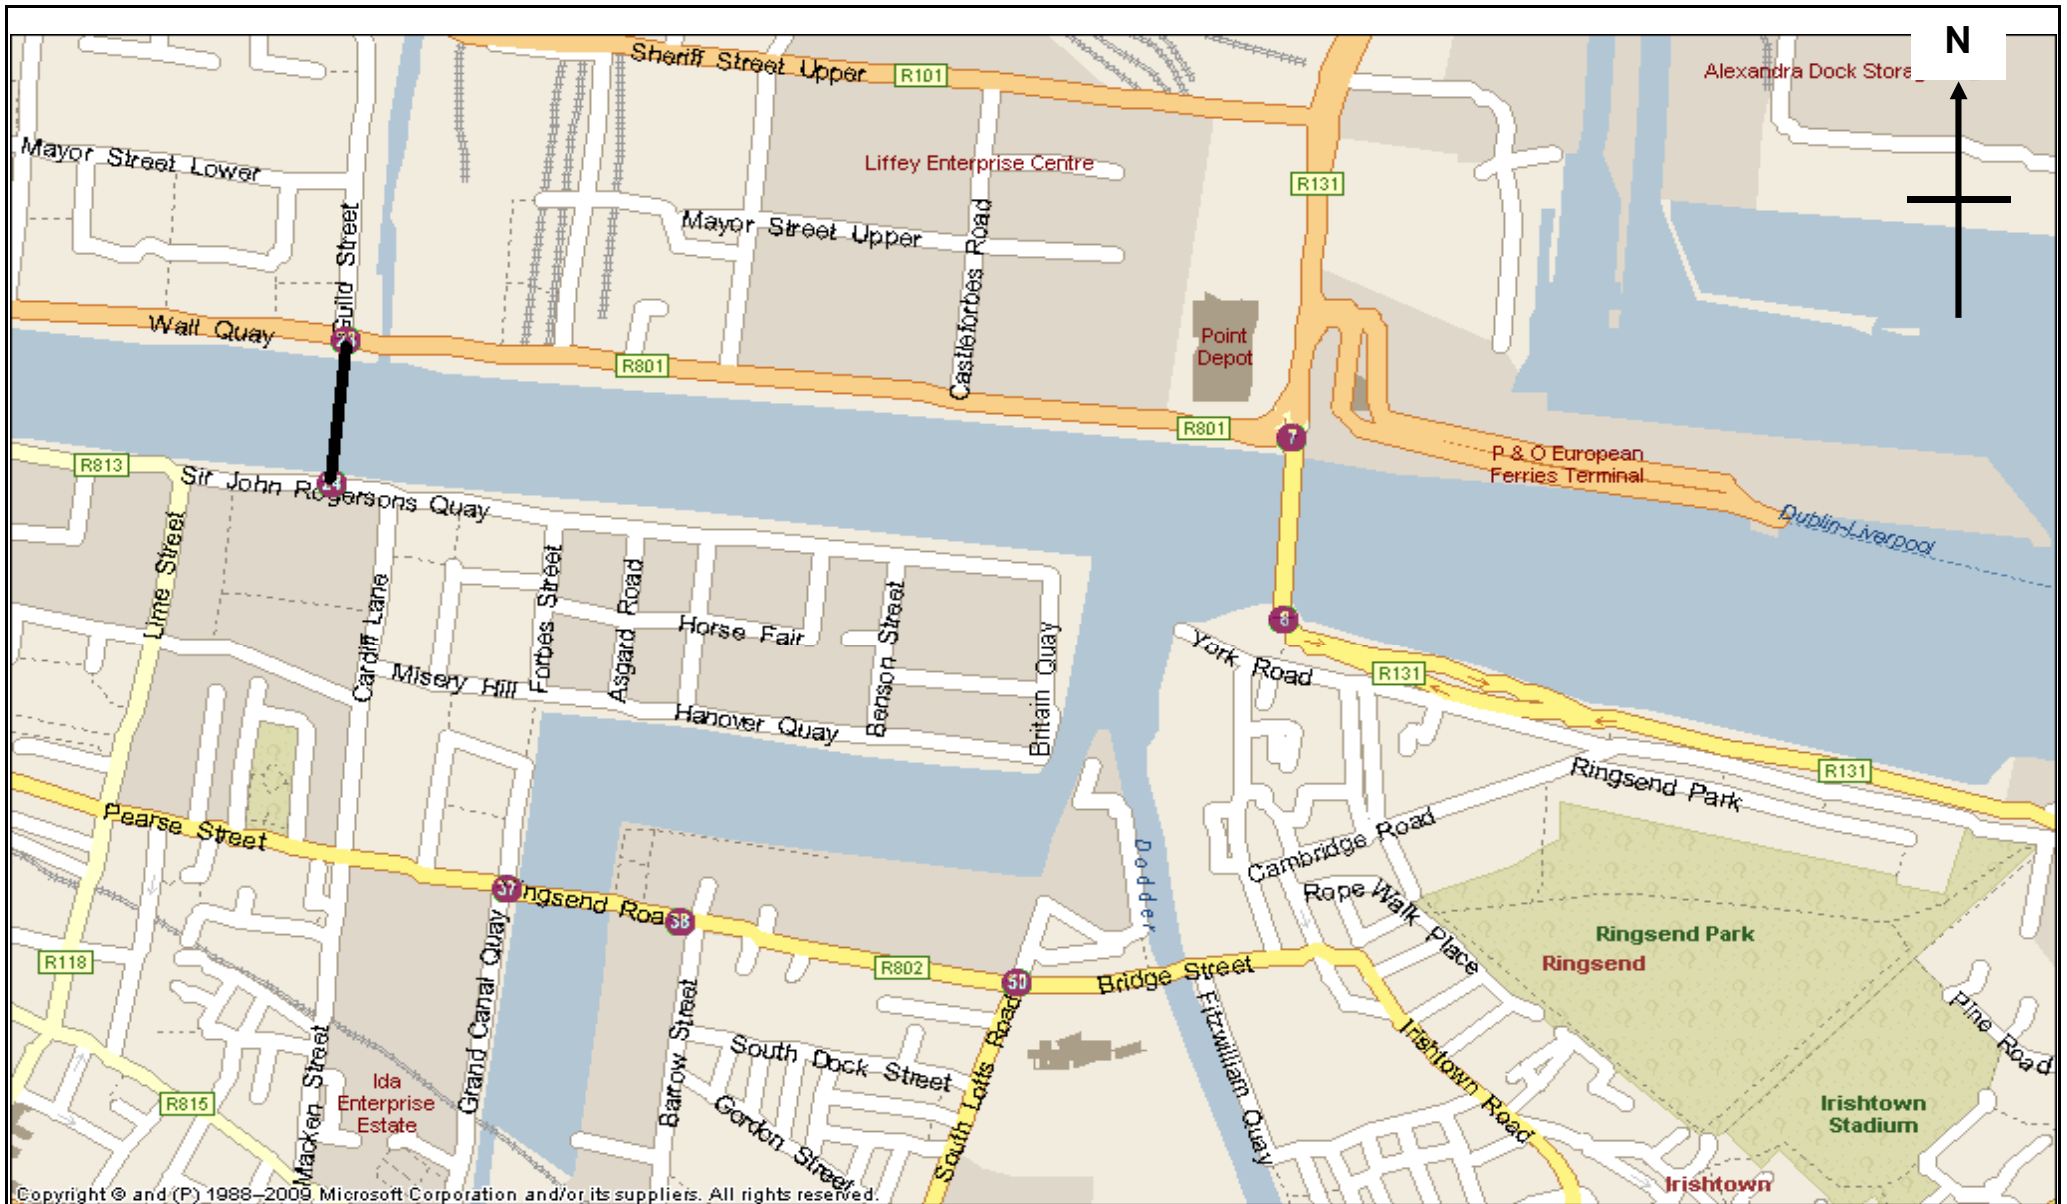 N
Sheriff Street Upper
R101
Alexandra Dock Storag
Mayor Street Lower
Liffey Enterprise Centre
R131
Guild Street
Mayor Street Upper
Castleforbes Road
Wall Quay
23
R801
Point
Depot
R801
7
P & O European
Ferries Terminal
Dublin-Liverpool
R813
Sir John Rogersons Quay
24
Lime Street
Cardiff Lane
Forbes Street
Asgard Road
Horse Fair
Benson Street
Britain Quay
8
York Road
R131
Misery Hill
Hanover Quay
Ringsend Park
R131
Pearse Street
Cambridge Road
Dodder
Rope Walk Place
37
ingsend Roa
38
R118
R802
50
Bridge Street
Ringsend Park
Ringsend
Grand Canal Quay
Barrow Street
South Dock Street
South Lotts Road
Fitzwilliam Quay
Irishtown Road
Pine Road
R815
Macken Street
Ida
Enterprise
Estate
Gordon Street
Irishtown
Stadium
Irishtown
Copyright © and (P) 1988–2009 Microsoft Corporation and/or its suppliers. All rights reserved.